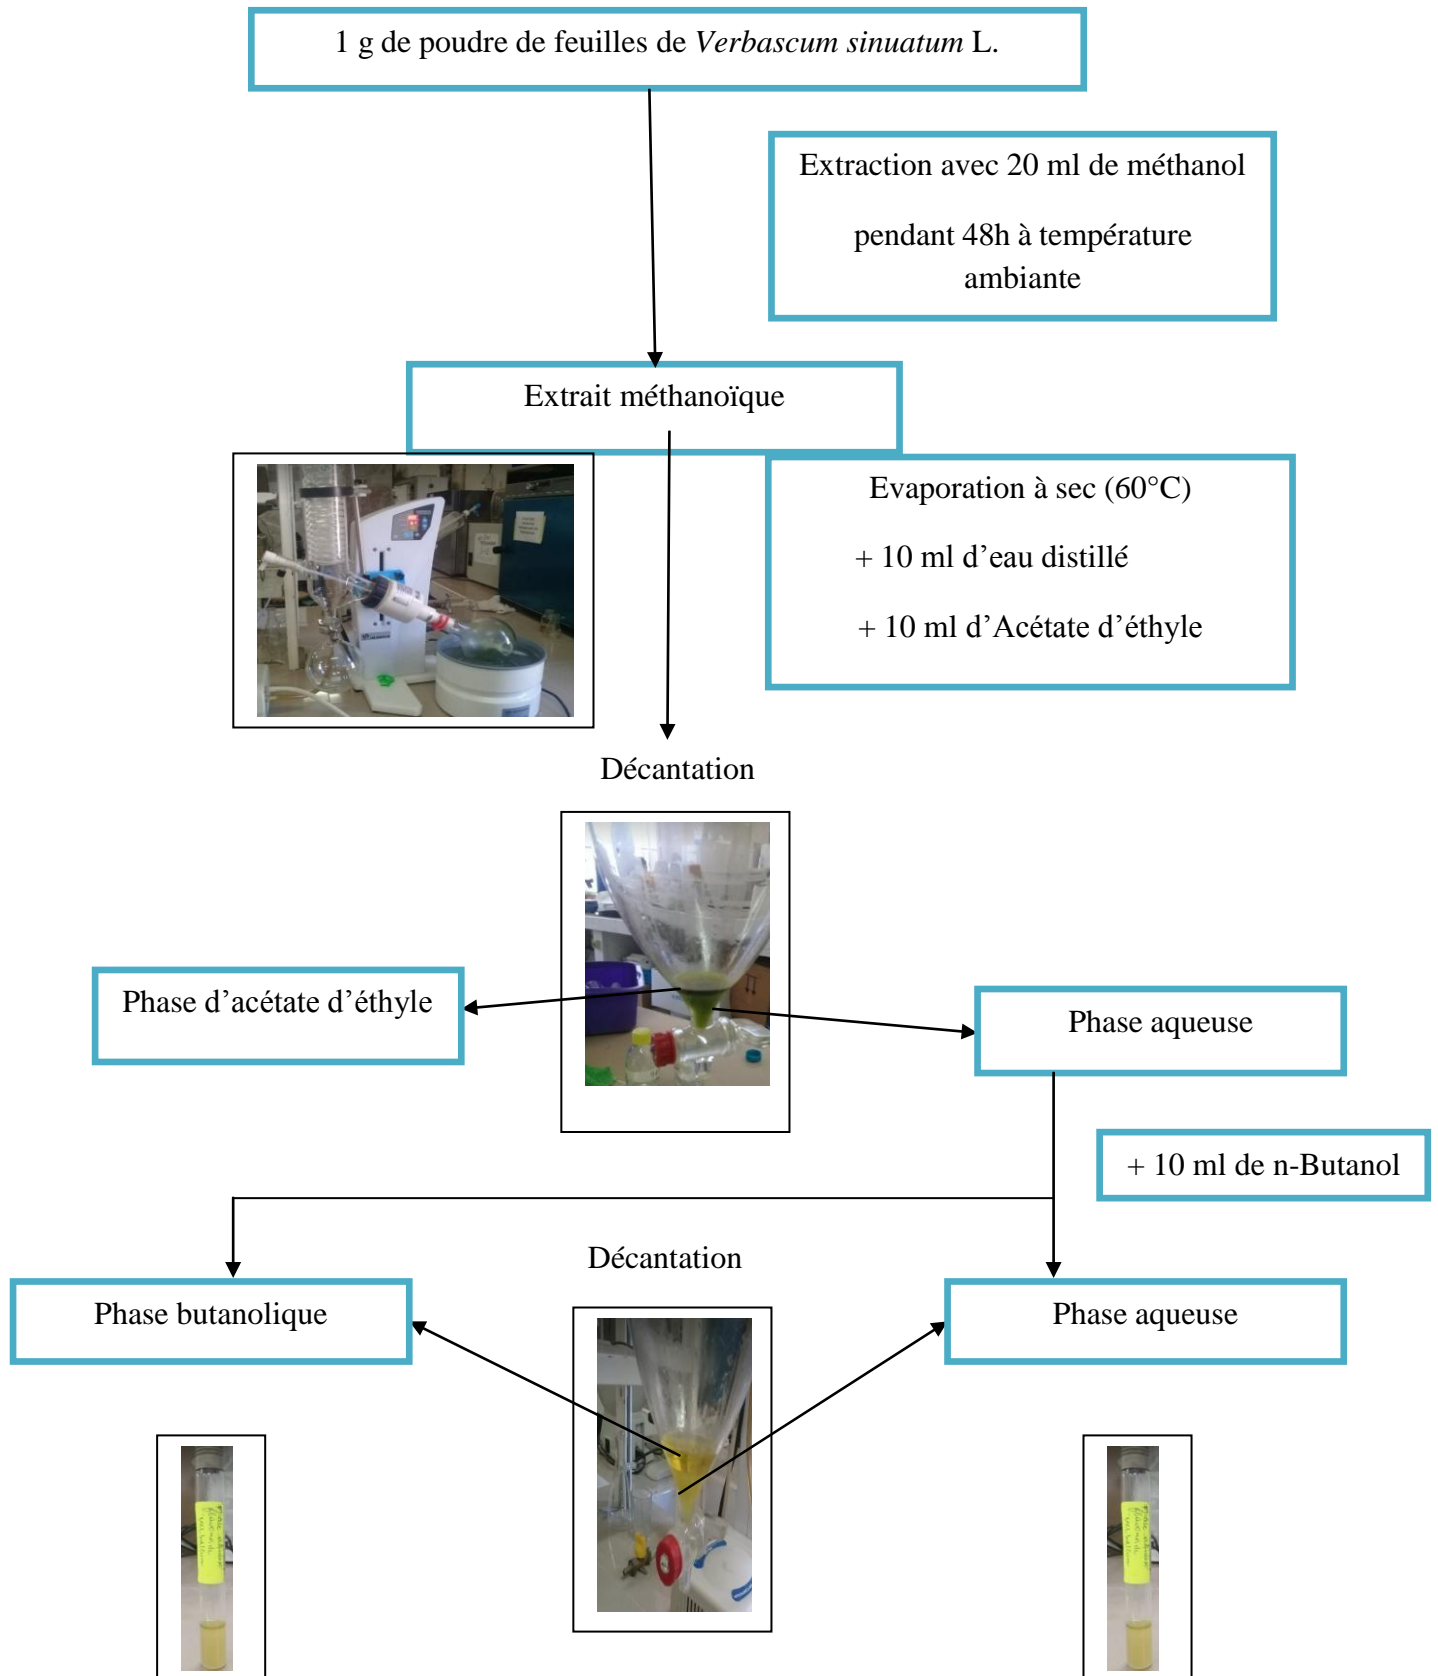 1 g de poudre de feuilles de Verbascum sinuatum L.
Extraction avec 20 ml de méthanol
pendant 48h à température
ambiante
Extrait méthanoïque
Evaporation à sec (60°C)
+ 10 ml d’eau distillé
+ 10 ml d’Acétate d’éthyle
Décantation
Phase d’acétate d’éthyle
Phase aqueuse
+ 10 ml de n-Butanol
Décantation
Phase butanolique
Phase aqueuse